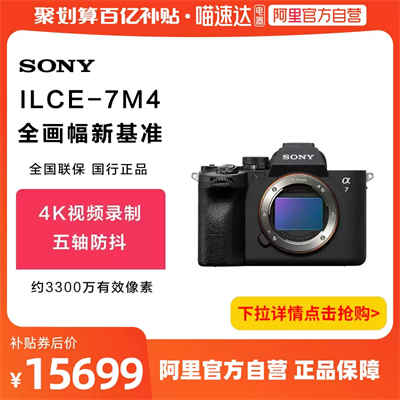 聚划算百亿补贴·喵速达电器 阿里官方自营
SONY
ILCE-7M4
全画幅新基准
全国联保 国行正品
4K视频录制
五轴防抖
约3300万有效像素
SONY
α
7
下拉详情点击抢购>
补贴券后价
¥15699
阿里官方自营 正品保障